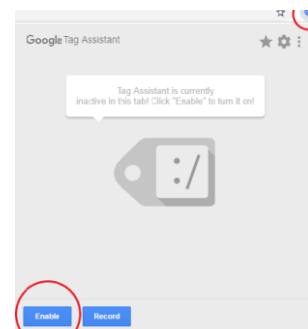 Google Tag Assistant
Tag Assistant is currently
inactive in this tab! Click "Enable" to turn it on!
:/
Enable
Record